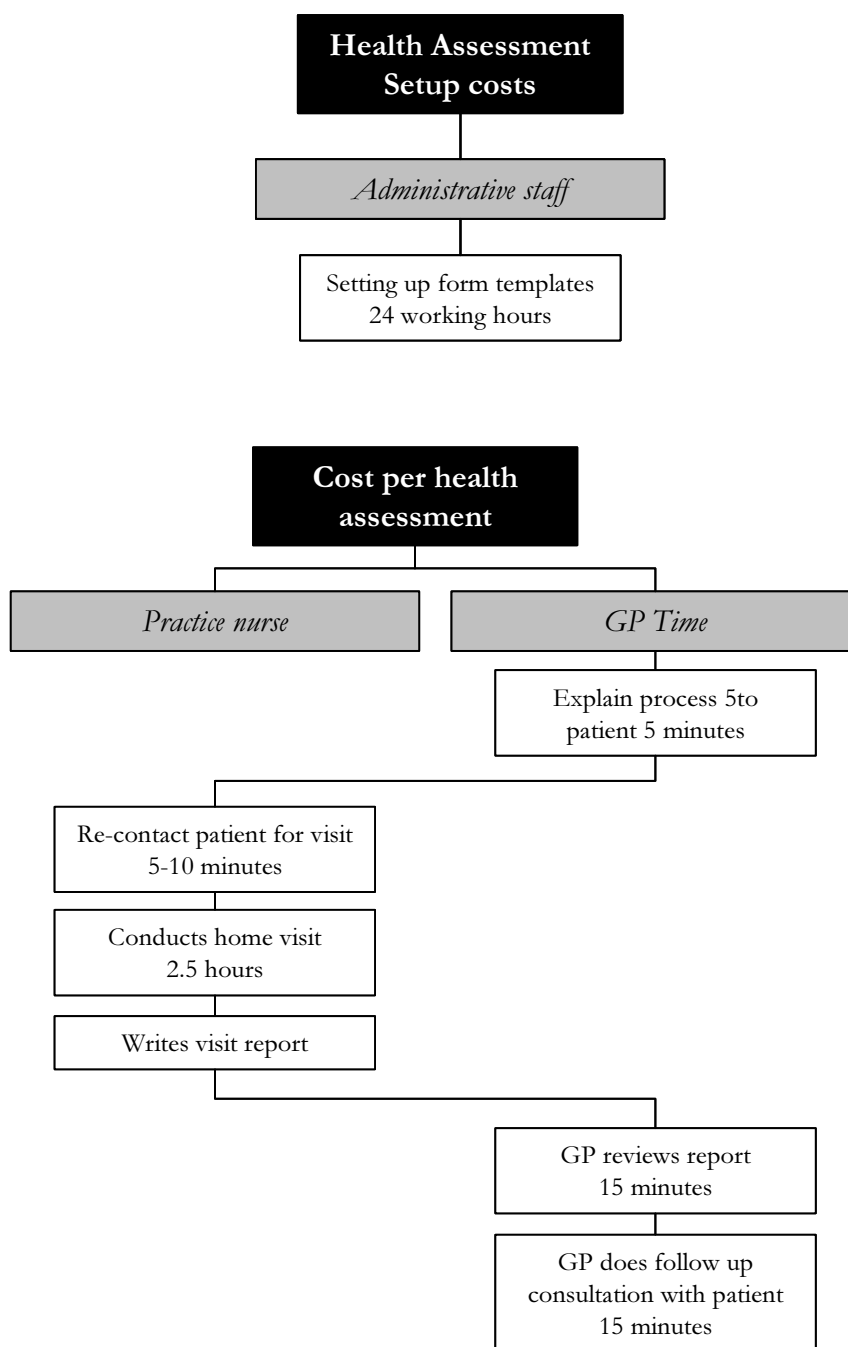 Health Assessment
Setup costs
Administrative staff
Setting up form templates
24 working hours
Cost per health
assessment
Practice nurse
GP Time
Explain process 5to
patient 5 minutes
Re-contact patient for visit
5-10 minutes
Conducts home visit
2.5 hours
Writes visit report
GP reviews report
15 minutes
GP does follow up
consultation with patient
15 minutes